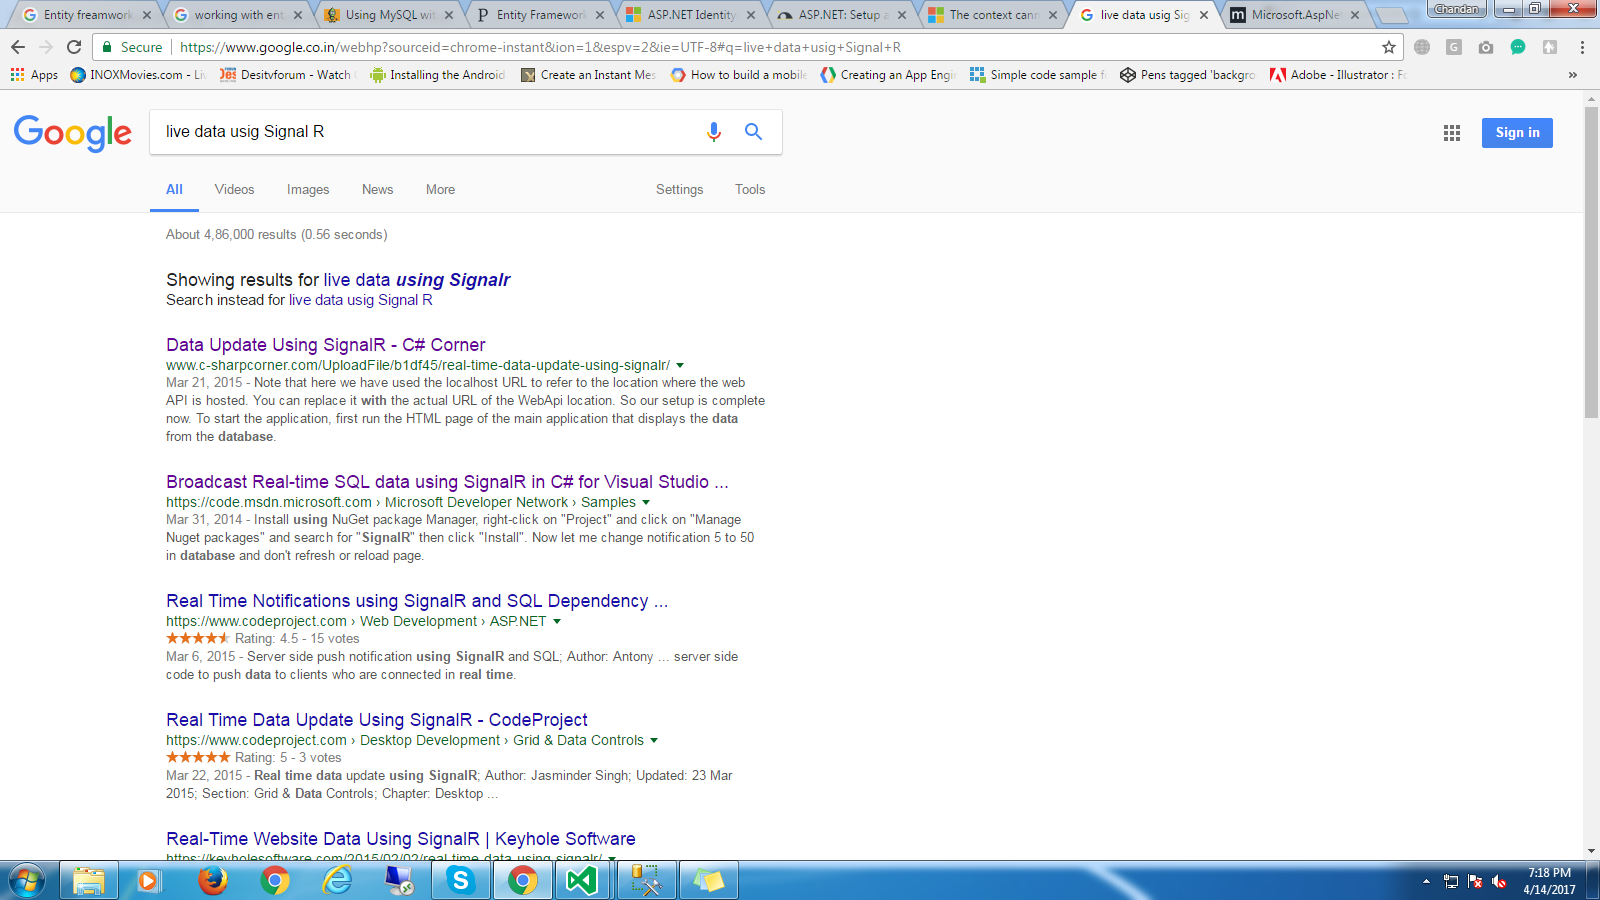 Entity freamwork
working with ent
Using MySQL wit
Entity Framework
ASP.NET Identity
ASP.NET: Setup a
The context cann
live data usig Sig
Microsoft.AspNe
Chandan
Secure
https://www.google.co.in/webhp?sourceid=chrome-instant&ion=1&espv=2&ie=UTF-8#q=live+data+usig+Signal+R
Apps
INOXMovies.com - Liv
Desitvforum - Watch
Installing the Android
Create an Instant Mes
How to build a mobile
Creating an App Engi
Simple code sample f
Pens tagged 'backgro
Adobe - Illustrator : Fo
Google
live data usig Signal R
Sign in
All Videos Images News More Settings Tools
About 4,86,000 results (0.56 seconds)
Showing results for live data using Signalr
Search instead for live data usig Signal R
Data Update Using SignalR - C# Corner
www.c-sharpcorner.com/UploadFile/b1df45/real-time-data-update-using-signalr/
Mar 21, 2015 - Note that here we have used the localhost URL to refer to the location where the web
API is hosted. You can replace it with the actual URL of the WebApi location. So our setup is complete
now. To start the application, first run the HTML page of the main application that displays the data
from the database.
Broadcast Real-time SQL data using SignalR in C# for Visual Studio ...
https://code.msdn.microsoft.com › Microsoft Developer Network › Samples
Mar 31, 2014 - Install using NuGet package Manager, right-click on "Project" and click on "Manage
Nuget packages" and search for "SignalR" then click "Install". Now let me change notification 5 to 50
in database and don't refresh or reload page.
Real Time Notifications using SignalR and SQL Dependency ...
https://www.codeproject.com › Web Development › ASP.NET
Rating: 4.5 - 15 votes
Mar 6, 2015 - Server side push notification using SignalR and SQL; Author: Antony ... server side
code to push data to clients who are connected in real time.
Real Time Data Update Using SignalR - CodeProject
https://www.codeproject.com › Desktop Development › Grid & Data Controls
Rating: 5 - 3 votes
Mar 22, 2015 - Real time data update using SignalR; Author: Jasminder Singh; Updated: 23 Mar
2015; Section: Grid & Data Controls; Chapter: Desktop ...
Real-Time Website Data Using SignalR | Keyhole Software
https://keyholesoftware.com/2015/02/02/real-time-data-using-signalr/
7:18 PM
4/14/2017